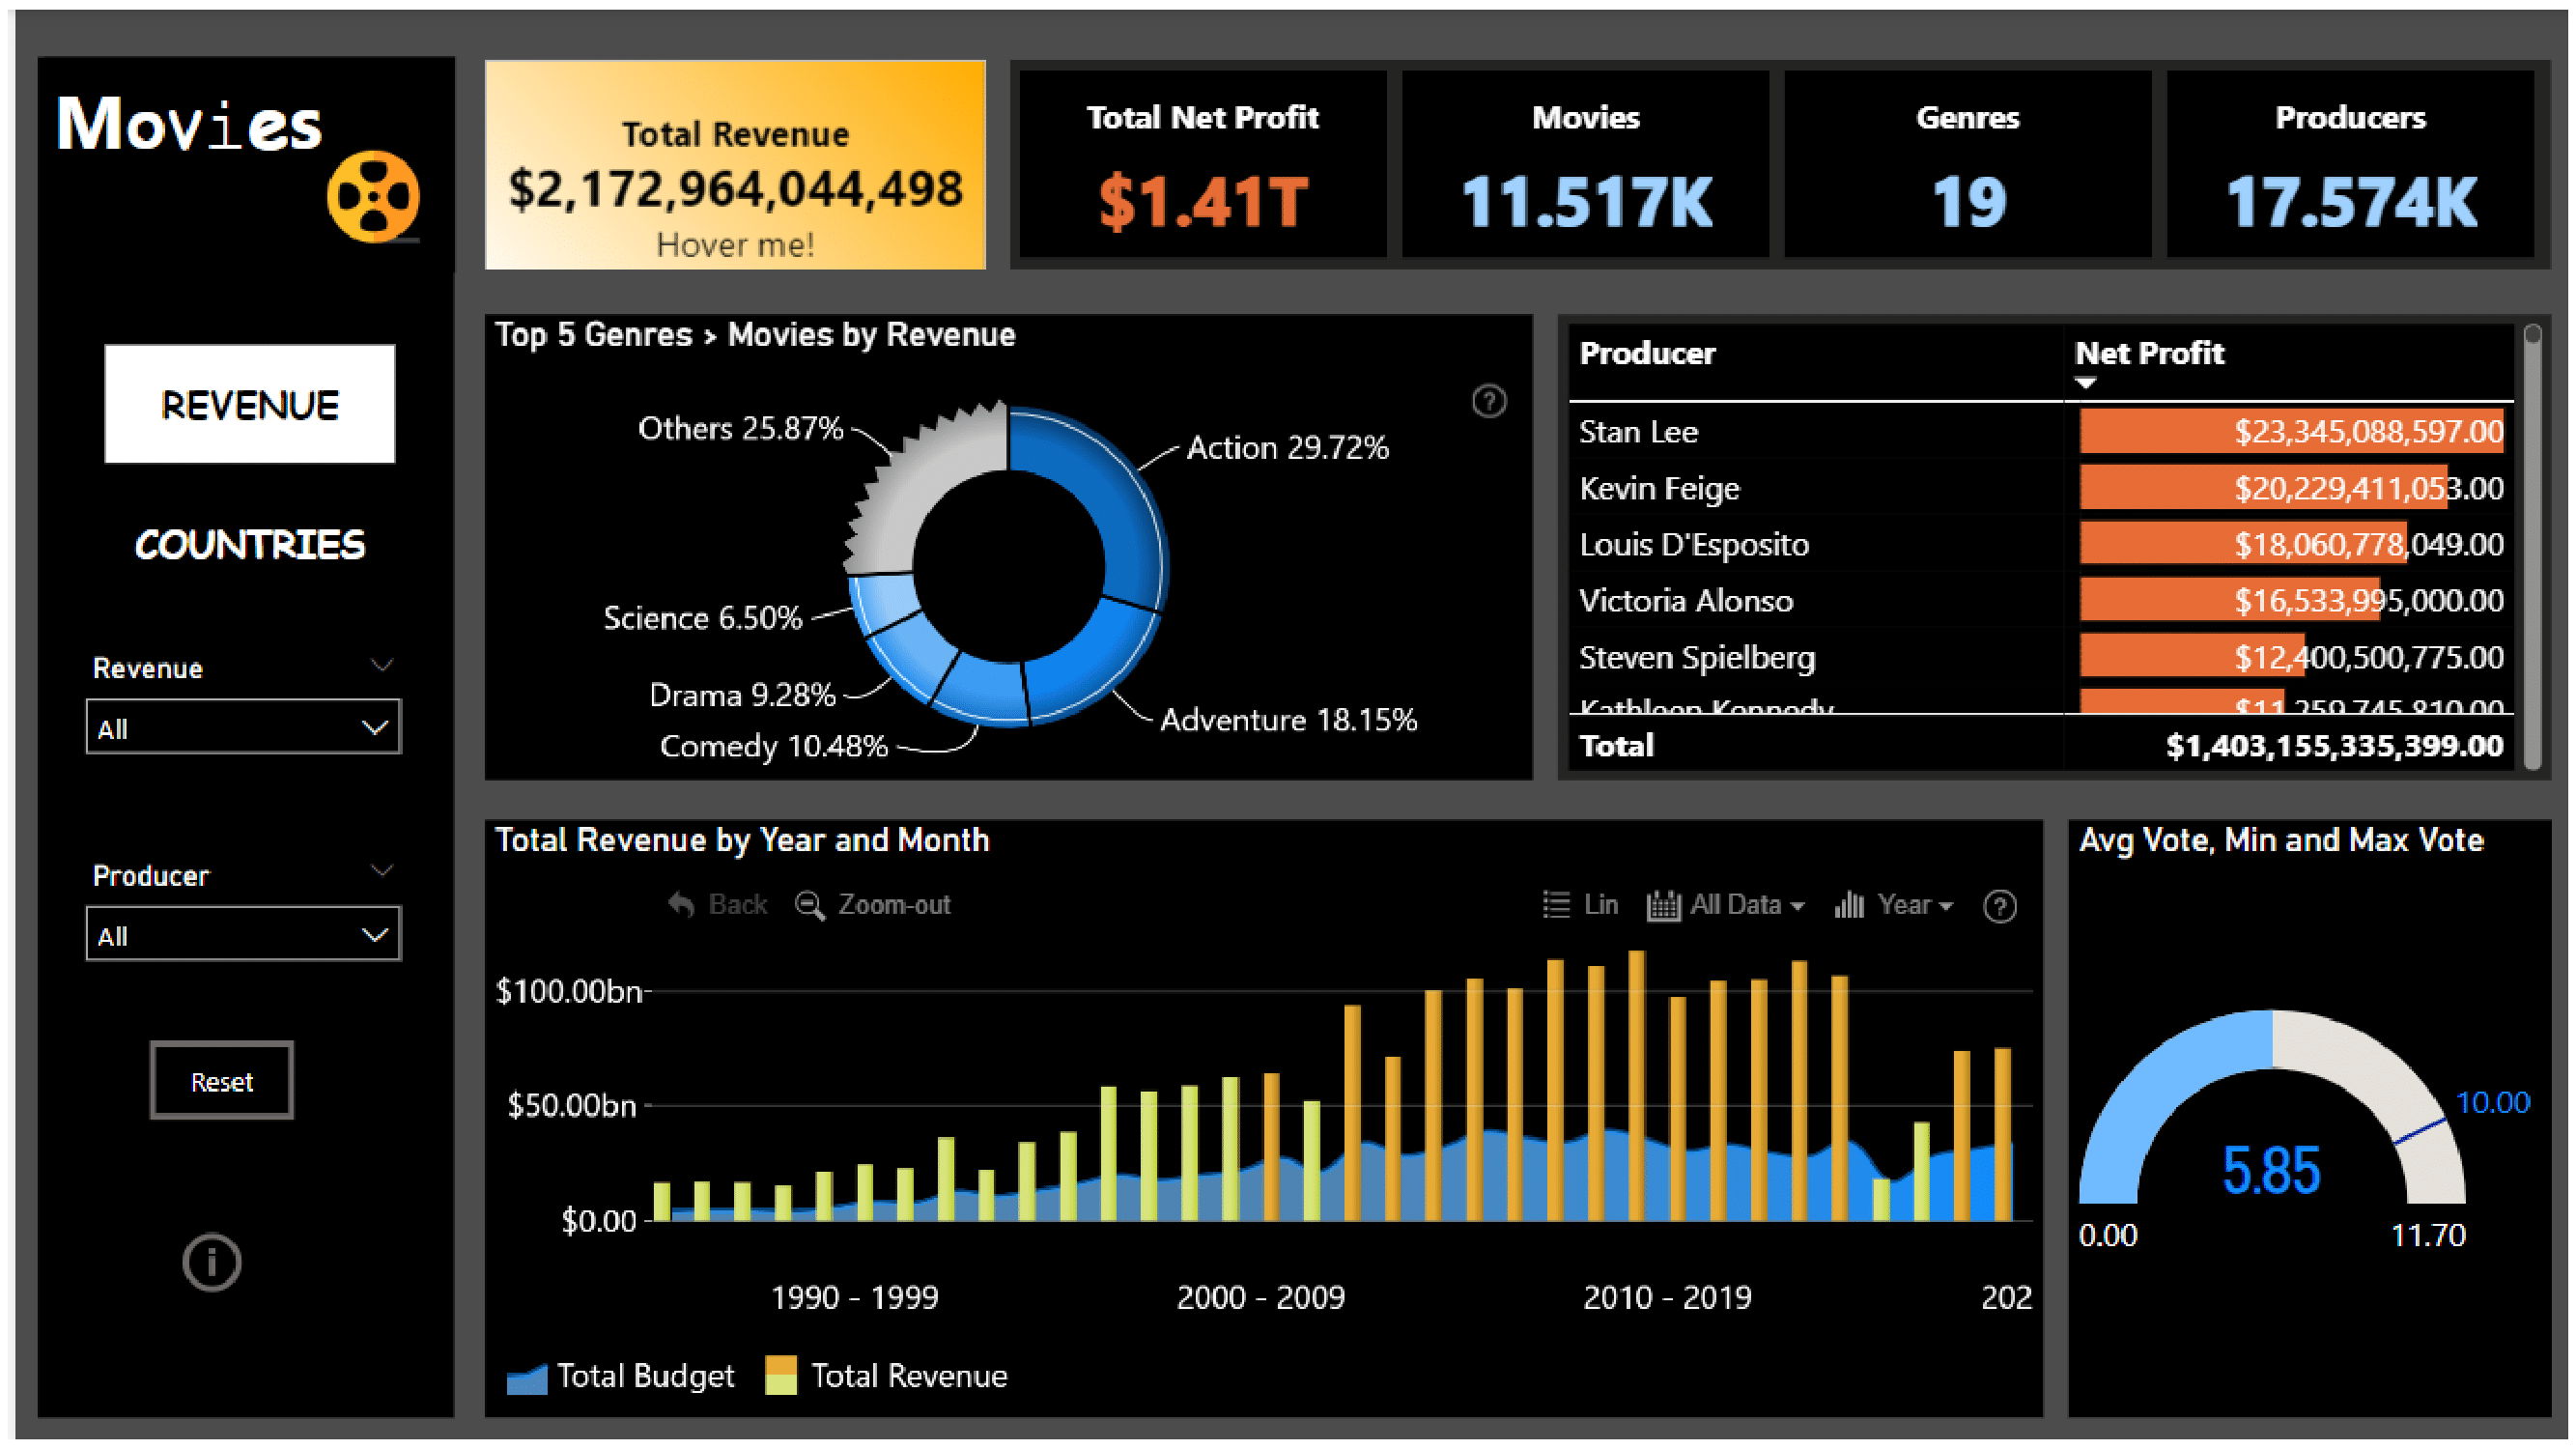 Movies
REVENUE
COUNTRIES
Revenue
All
Producer
All
Reset
i
Total Revenue
$2,172,964,044,498
Hover me!
Total Net Profit
$1.41T
Movies
11.517K
Genres
19
Producers
17.574K
Top 5 Genres > Movies by Revenue
?
Others 25.87%
Action 29.72%
Science 6.50%
Drama 9.28%
Comedy 10.48%
Adventure 18.15%
Producer Net Profit
Stan Lee $23,345,088,597.00
Kevin Feige $20,229,411,053.00
Louis D'Esposito $18,060,778,049.00
Victoria Alonso $16,533,995,000.00
Steven Spielberg $12,400,500,775.00
Kathleen Kennedy $11,259,745,810.00
Total $1,403,155,335,399.00
Total Revenue by Year and Month
Back Zoom-out Lin All Data Year ?
$100.00bn
$50.00bn
$0.00
1990 - 1999 2000 - 2009 2010 - 2019 202
Total Budget Total Revenue
Avg Vote, Min and Max Vote
10.00
5.85
0.00 11.70